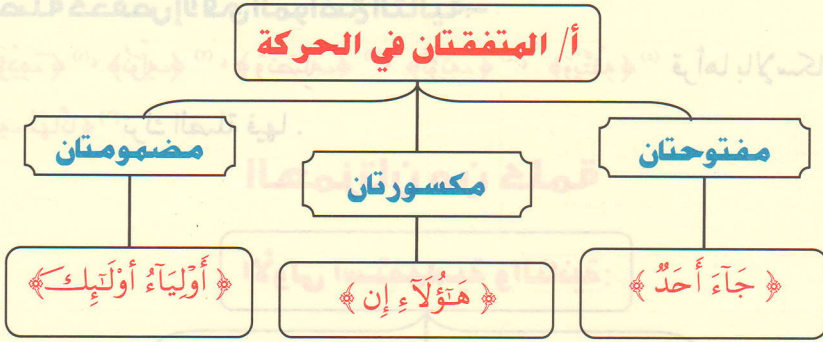 أ/ المتفقتان في الحركة
مفتوحتان
مكسورتان
مضمومتان
﴿ جَآءَ أَحَدٌ ﴾
﴿ هَٰٓؤُلَآءِ إِن ﴾
﴿ أَوْلِيَآءُ أُوْلَٰٓئِكَ ﴾